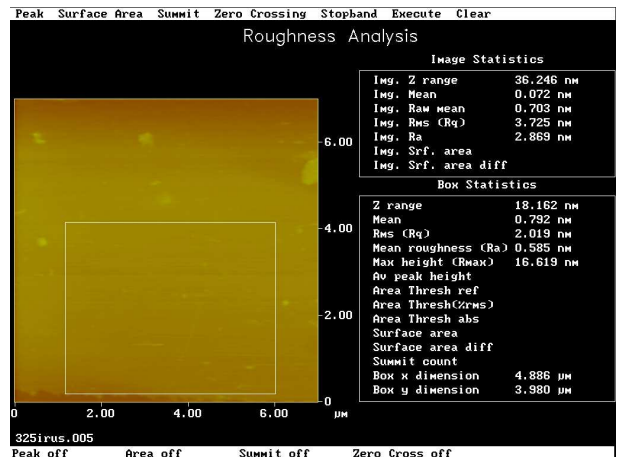 Peak Surface Area Summit Zero Crossing Stopband Execute Clear
Roughness Analysis
Image Statistics
Img. Z range 36.246 nm
Img. Mean 0.072 nm
Img. Raw mean 0.703 nm
Img. Rms (Rq) 3.725 nm
Img. Ra 2.869 nm
Img. Srf. area
Img. Srf. area diff
Box Statistics
Z range 18.162 nm
Mean 0.792 nm
Rms (Rq) 2.019 nm
Mean roughness (Ra) 0.585 nm
Max height (Rmax) 16.619 nm
Av peak height
Area Thresh ref
Area Thresh(%rms)
Area Thresh abs
Surface area
Surface area diff
Summit count
Box x dimension 4.886 µm
Box y dimension 3.980 µm
6.00
4.00
2.00
0
0 2.00 4.00 6.00 µm
325irus.005
Peak off Area off Summit off Zero Cross off